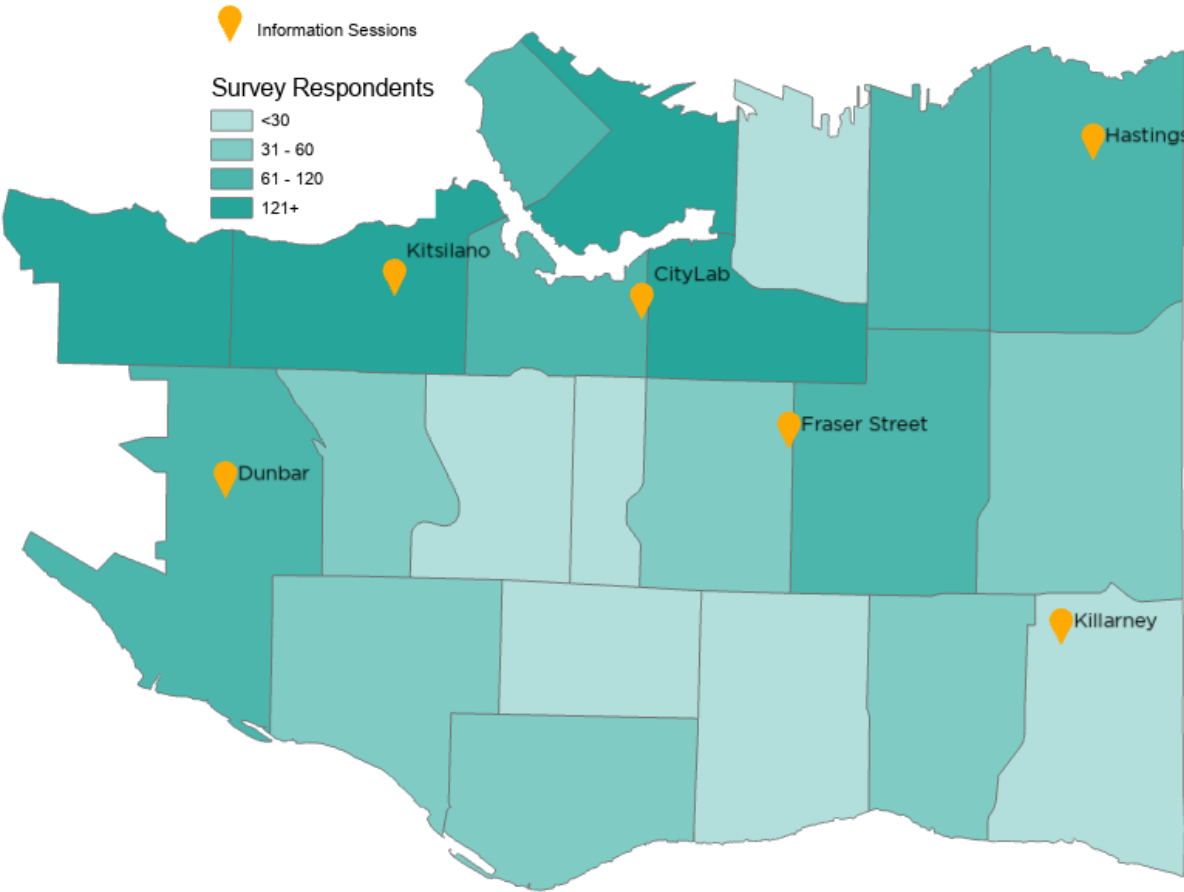 Information Sessions
Survey Respondents
<30
31 - 60
61 - 120
121+
Hastings
Kitsilano
CityLab
Fraser Street
Dunbar
Killarney